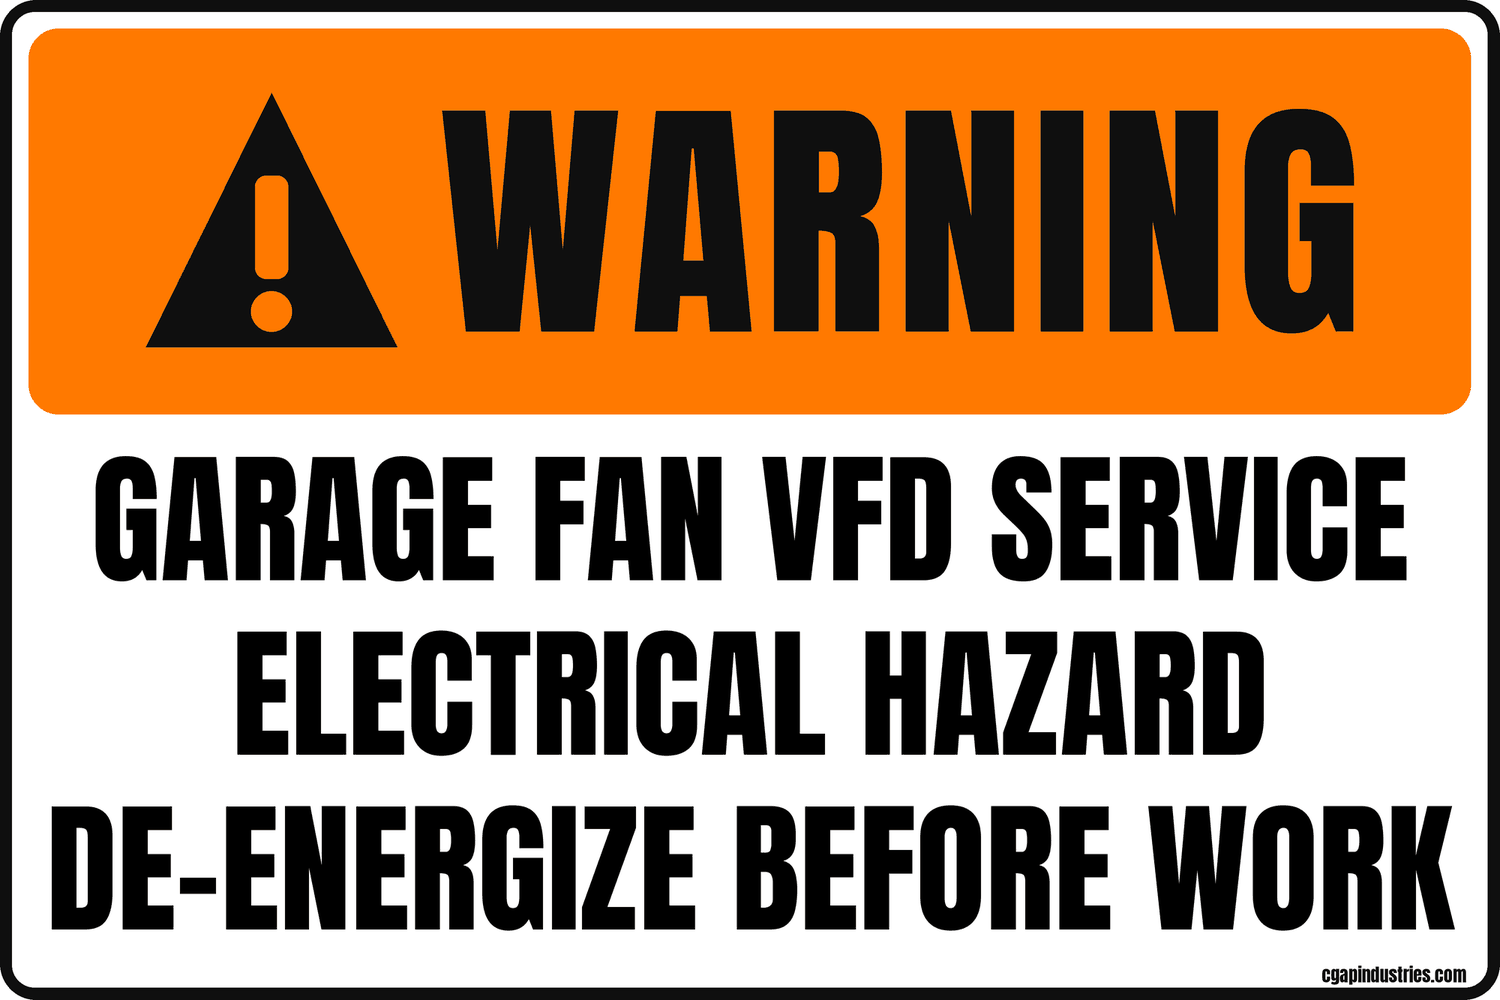 WARNING
GARAGE FAN VFD SERVICE
ELECTRICAL HAZARD
DE-ENERGIZE BEFORE WORK
cgapindustries.com